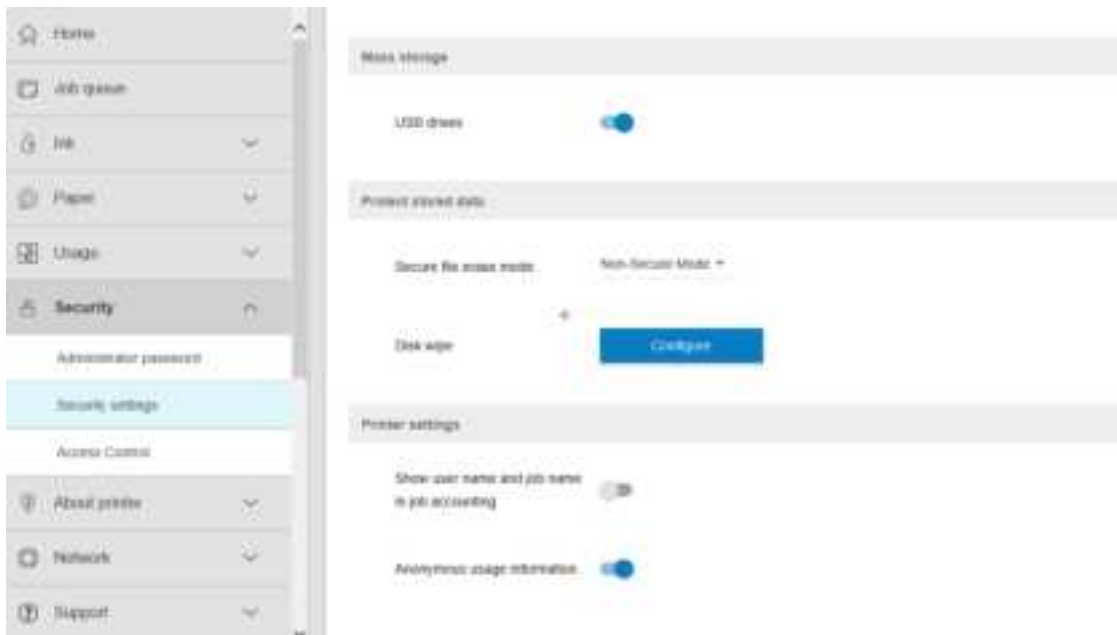 Home
Job queue
Ink
Paper
Usage
Security
Administrator password
Security settings
Access Control
About printer
Network
Support
Mass storage
USB drives
Protect stored data
Secure file erase mode
Non-Secure Mode
Disk wipe
Configure
Printer settings
Show user name and job name
in job accounting
Anonymous usage information